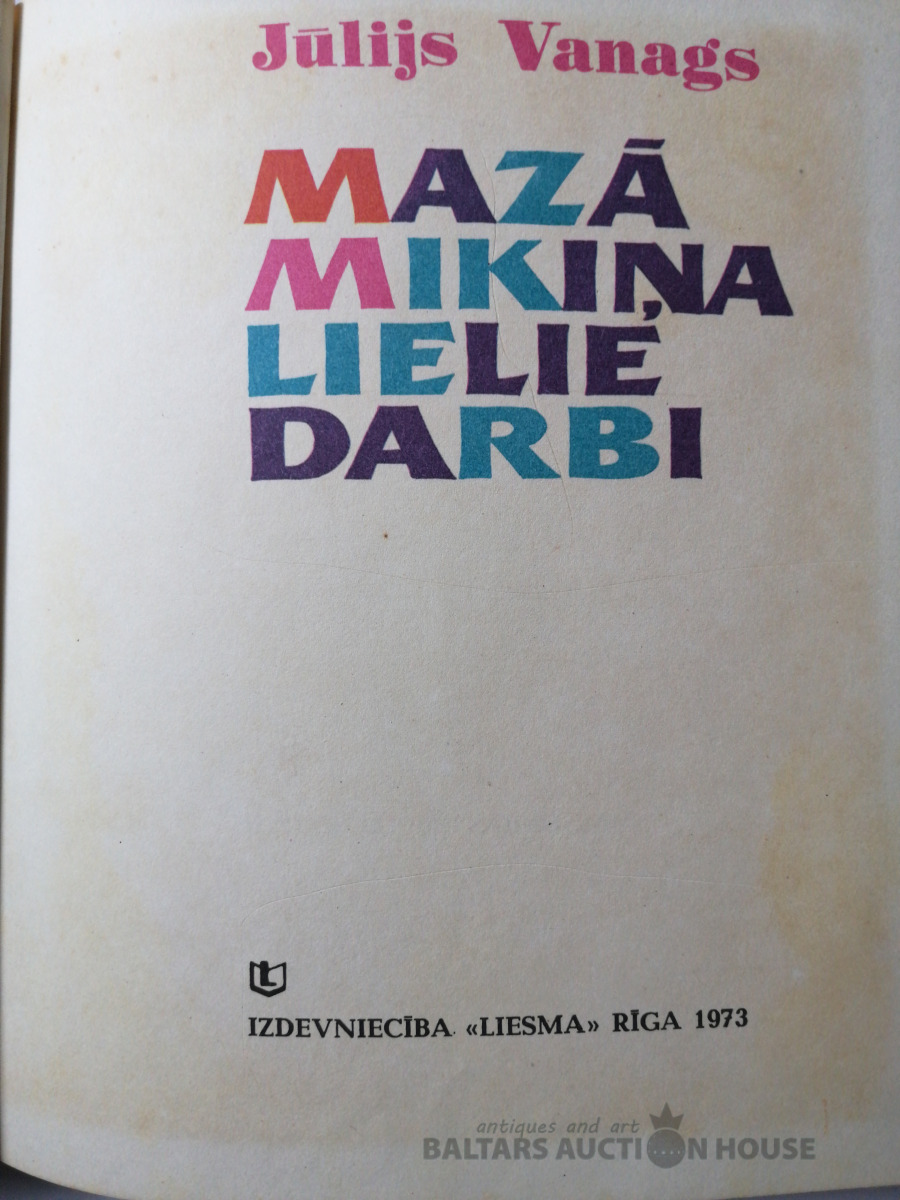 Jūlijs Vanags
MAZĀ
MIKIŅA
LIELIE
DARBI
L
IZDEVNIECĪBA «LIESMA» RĪGA 1973
antiques and art
BALTARS AUCTION HOUSE